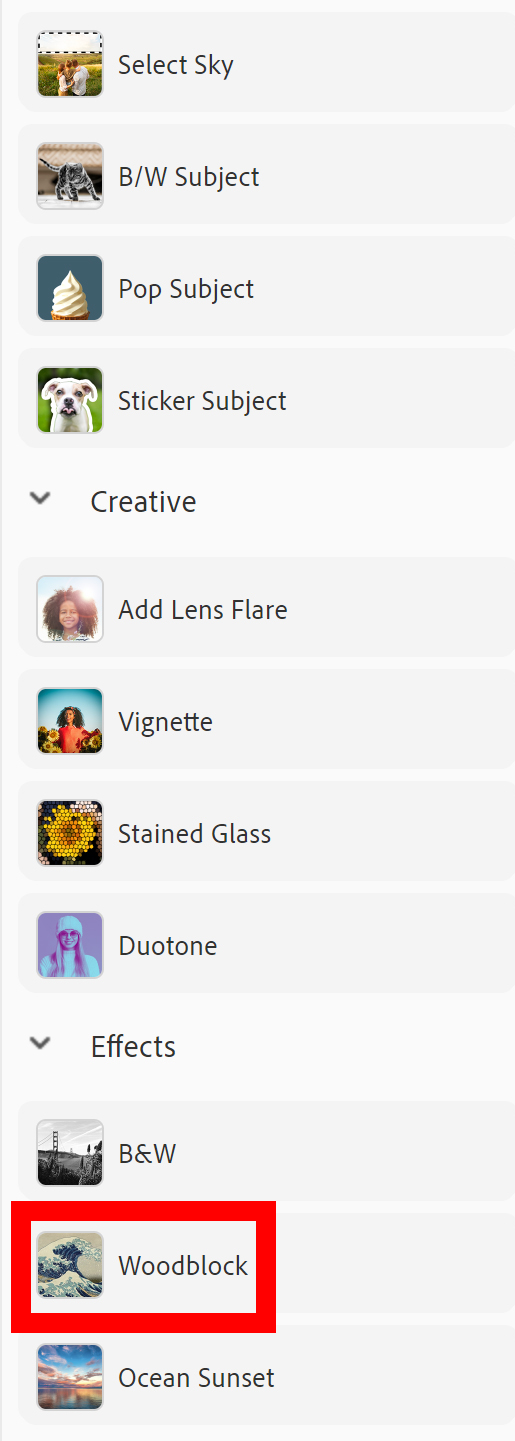 Select Sky
B/W Subject
Pop Subject
Sticker Subject
Creative
Add Lens Flare
Vignette
Stained Glass
Duotone
Effects
B&W
Woodblock
Ocean Sunset